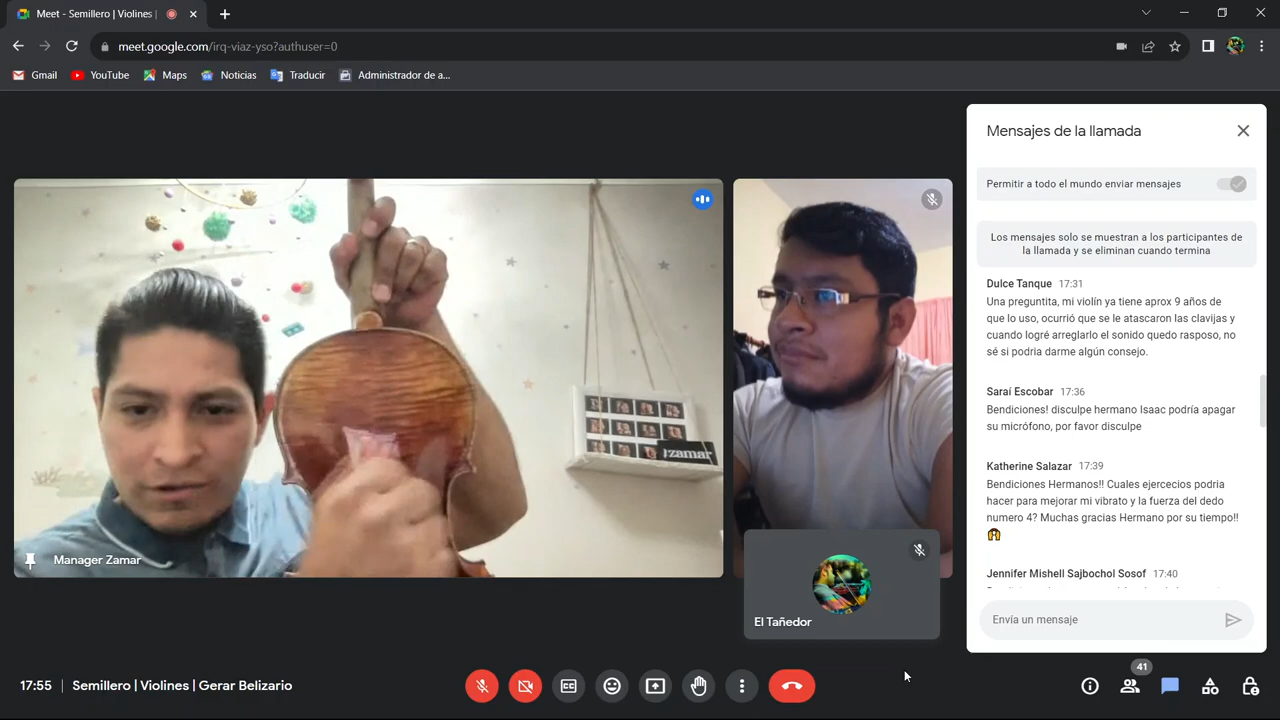 Meet - Semillero | Violines |
meet.google.com/irq-viaz-yso?authuser=0
Gmail
YouTube
Maps
Noticias
Traducir
Administrador de a...
Mensajes de la llamada
Permitir a todo el mundo enviar mensajes
Los mensajes solo se muestran a los participantes de
la llamada y se eliminan cuando termina
Dulce Tanque 17:31
Una preguntita, mi violín ya tiene aprox 9 años de
que lo uso, ocurrió que se le atascaron las clavijas y
cuando logré arreglarlo el sonido quedo rasposo, no
sé si podria darme algún consejo.
Saraí Escobar 17:36
Bendiciones! disculpe hermano Isaac podría apagar
su micrófono, por favor disculpe
Katherine Salazar 17:39
Bendiciones Hermanos!! Cuales ejercecios podria
hacer para mejorar mi vibrato y la fuerza del dedo
numero 4? Muchas gracias Hermano por su tiempo!!
Jennifer Mishell Sajbochol Sosof 17:40
Envía un mensaje
zamar
Manager Zamar
El Tañedor
17:55 | Semillero | Violines | Gerar Belizario
CC
41